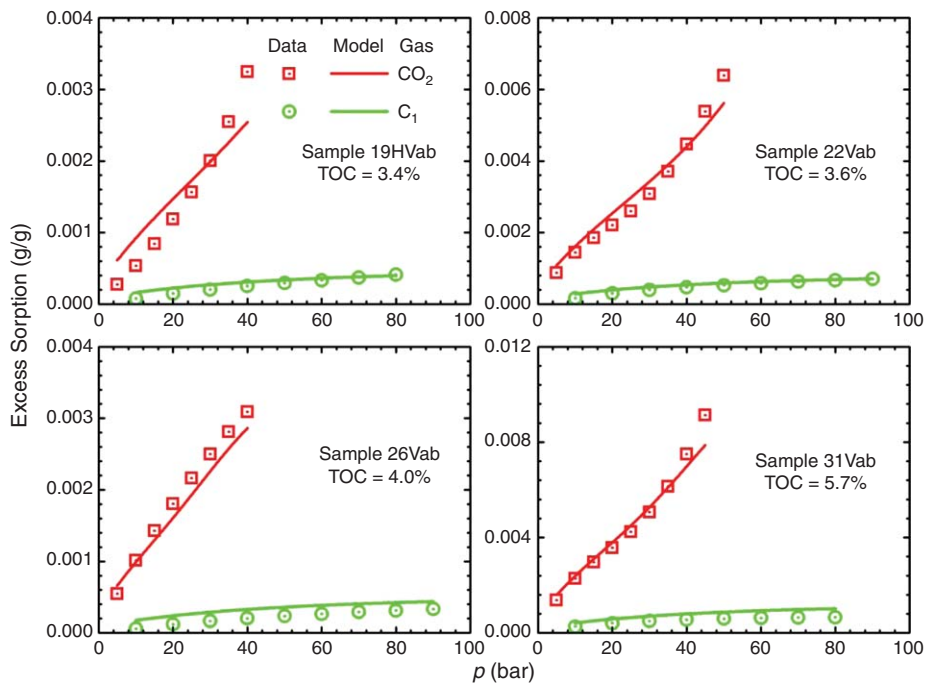 Excess Sorption (g/g)
0.004
0.003
0.002
0.001
0.000
0 20 40 60 80 100
Data Model Gas
CO2
C1
Sample 19HVab
TOC = 3.4%
0.008
0.006
0.004
0.002
0.000
0 20 40 60 80 100
Sample 22Vab
TOC = 3.6%
0.004
0.003
0.002
0.001
0.000
0 20 40 60 80 100
Sample 26Vab
TOC = 4.0%
0.012
0.008
0.004
0.000
0 20 40 60 80 100
Sample 31Vab
TOC = 5.7%
p (bar)